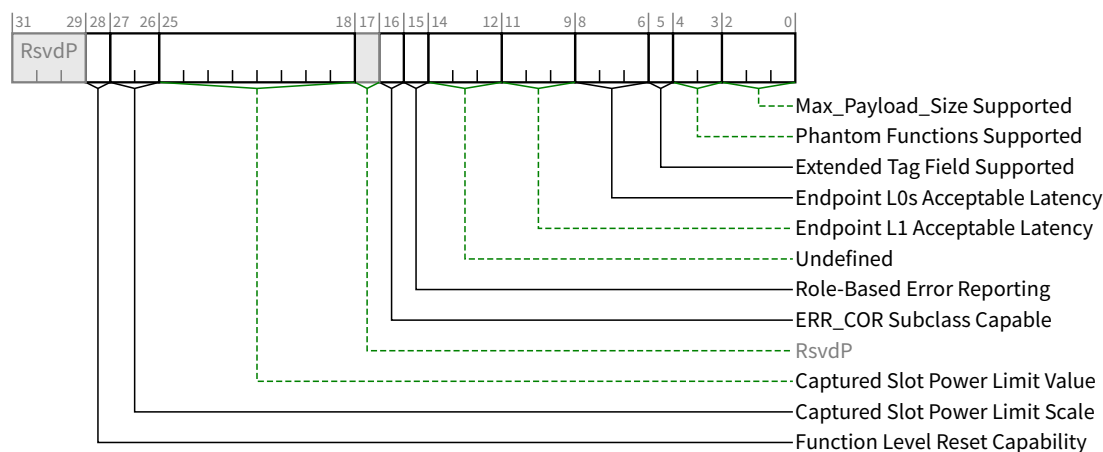 31 29 28 27 26 25 18 17 16 15 14 12 11 9 8 6 5 4 3 2 0
RsvdP
Max_Payload_Size Supported
Phantom Functions Supported
Extended Tag Field Supported
Endpoint L0s Acceptable Latency
Endpoint L1 Acceptable Latency
Undefined
Role-Based Error Reporting
ERR_COR Subclass Capable
RsvdP
Captured Slot Power Limit Value
Captured Slot Power Limit Scale
Function Level Reset Capability